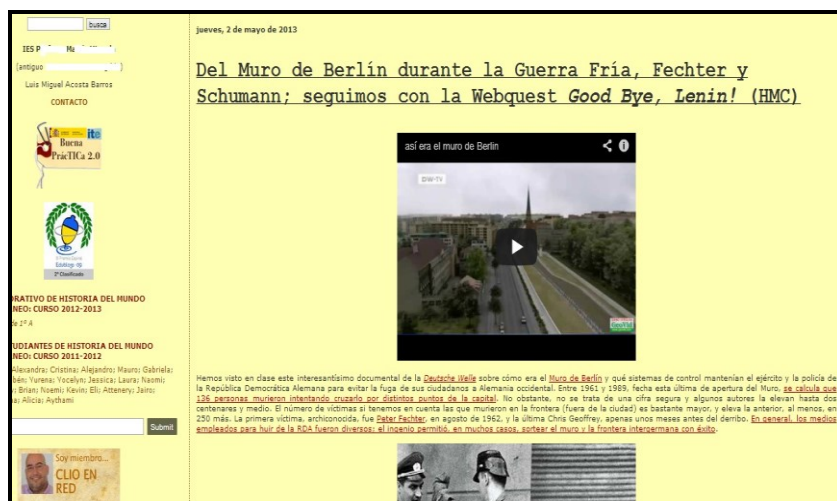 busca
IES P
(antiguo
Luis Miguel Acosta Barros
CONTACTO
ite
Buena
PrácTICa 2.0
2º Clasificado
ORATIVO DE HISTORIA DEL MUNDO
NEO: CURSO 2012-2013
de 1º A
TUDIANTES DE HISTORIA DEL MUNDO
NEO: CURSO 2011-2012
Alexandra; Cristina; Alejandro; Mauro; Gabriela;
bén; Yurena; Yocelyn; Jessica; Laura; Naomi;
; Brian; Noemi; Kevin; Eli; Attenery; Jairo;
na; Alicia; Aythami
Submit
Soy miembro...
CLIO EN
RED
jueves, 2 de mayo de 2013
Del Muro de Berlín durante la Guerra Fría, Fechter y
Schumann; seguimos con la Webquest Good Bye, Lenin! (HMC)
así era el muro de Berlin
DW-TV
Hemos visto en clase este interesantísimo documental de la Deutsche Welle sobre cómo era el Muro de Berlín y qué sistemas de control mantenían el ejército y la policía de
la República Democrática Alemana para evitar la fuga de sus ciudadanos a Alemania occidental. Entre 1961 y 1989, fecha esta última de apertura del Muro, se calcula que
136 personas murieron intentando cruzarlo por distintos puntos de la capital. No obstante, no se trata de una cifra segura y algunos autores la elevan hasta dos
centenares y medio. El número de víctimas si tenemos en cuenta las que murieron en la frontera (fuera de la ciudad) es bastante mayor, y eleva la anterior, al menos, en
250 más. La primera víctima, archiconocida, fue Peter Fechter, en agosto de 1962, y la última Chris Geoffrey, apenas unos meses antes del derribo. En general, los medios
empleados para huir de la RDA fueron diversos: el ingenio permitió, en muchos casos, sortear el muro y la frontera intergermana con éxito.